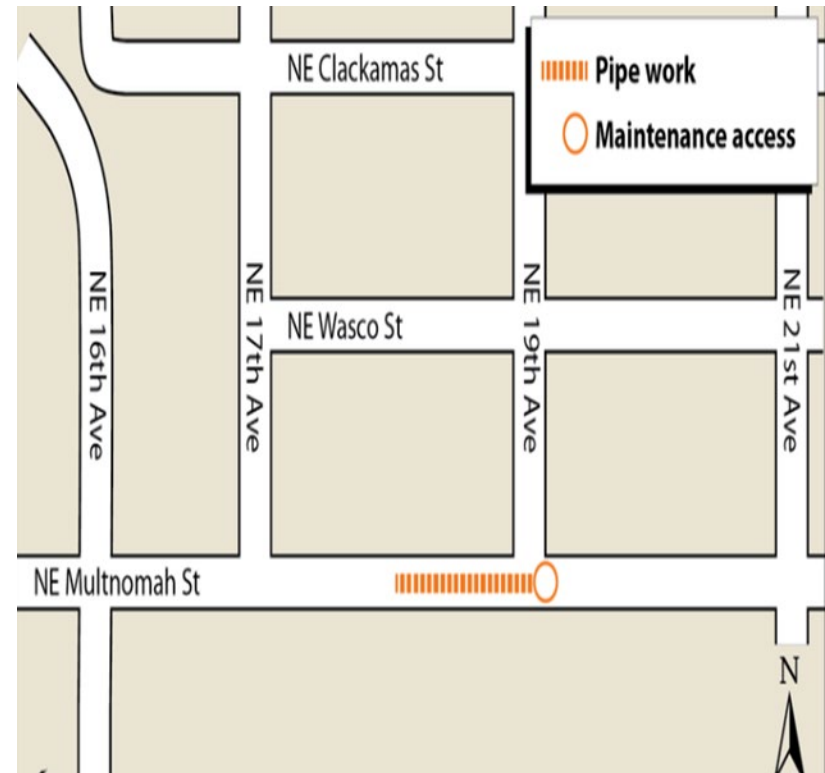 NE Clackamas St
Pipe work
Maintenance access
NE 16th Ave
NE 17th Ave
NE Wasco St
NE 19th Ave
NE 21st Ave
NE Multnomah St
N